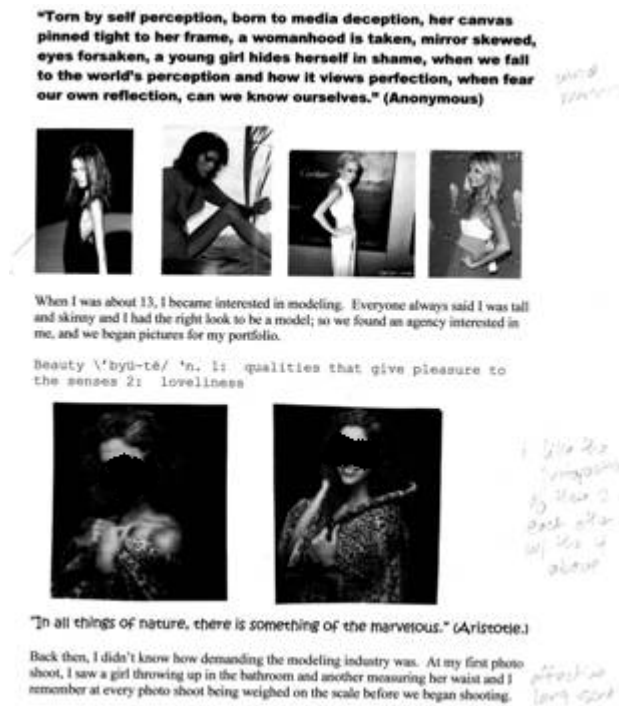 "Torn by self perception, born to media deception, her canvas
pinned tight to her frame, a womanhood is taken, mirror skewed,
eyes forsaken, a young girl hides herself in shame, when we fall
to the world's perception and how it views perfection, when fear
our own reflection, can we know ourselves." (Anonymous)
When I was about 13, I became interested in modeling. Everyone always said I was tall
and skinny and I had the right look to be a model; so we found an agency interested in
me, and we began pictures for my portfolio.
Beauty \'byü-tē/ 'n. 1: qualities that give pleasure to
the senses 2: loveliness
I like the
each other
above
"In all things of nature, there is something of the marvelous." (Aristotle.)
Back then, I didn't know how demanding the modeling industry was. At my first photo
shoot, I saw a girl throwing up in the bathroom and another measuring her waist and I
remember at every photo shoot being weighed on the scale before we began shooting.
effective
long sent